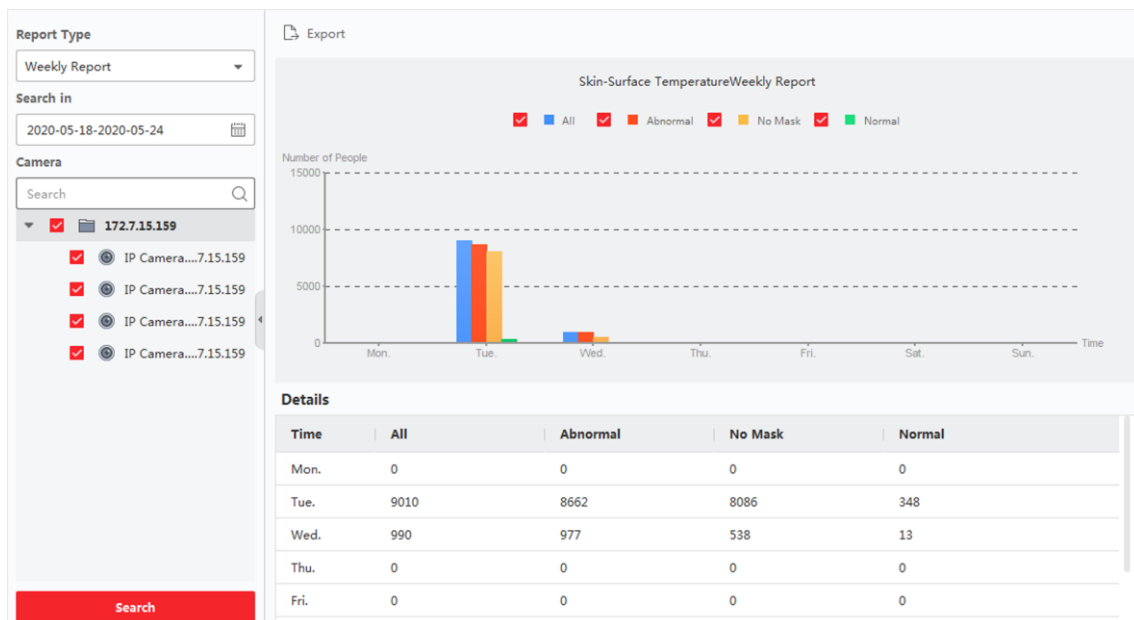 Report Type
Weekly Report
Search in
2020-05-18-2020-05-24
Camera
Search
172.7.15.159
IP Camera....7.15.159
IP Camera....7.15.159
IP Camera....7.15.159
IP Camera....7.15.159
Search
Export
Skin-Surface TemperatureWeekly Report
All Abnormal No Mask Normal
Number of People
15000
10000
5000
0
Mon. Tue. Wed. Thu. Fri. Sat. Sun. Time
Details
Time All Abnormal No Mask Normal
Mon. 0 0 0 0
Tue. 9010 8662 8086 348
Wed. 990 977 538 13
Thu. 0 0 0 0
Fri. 0 0 0 0